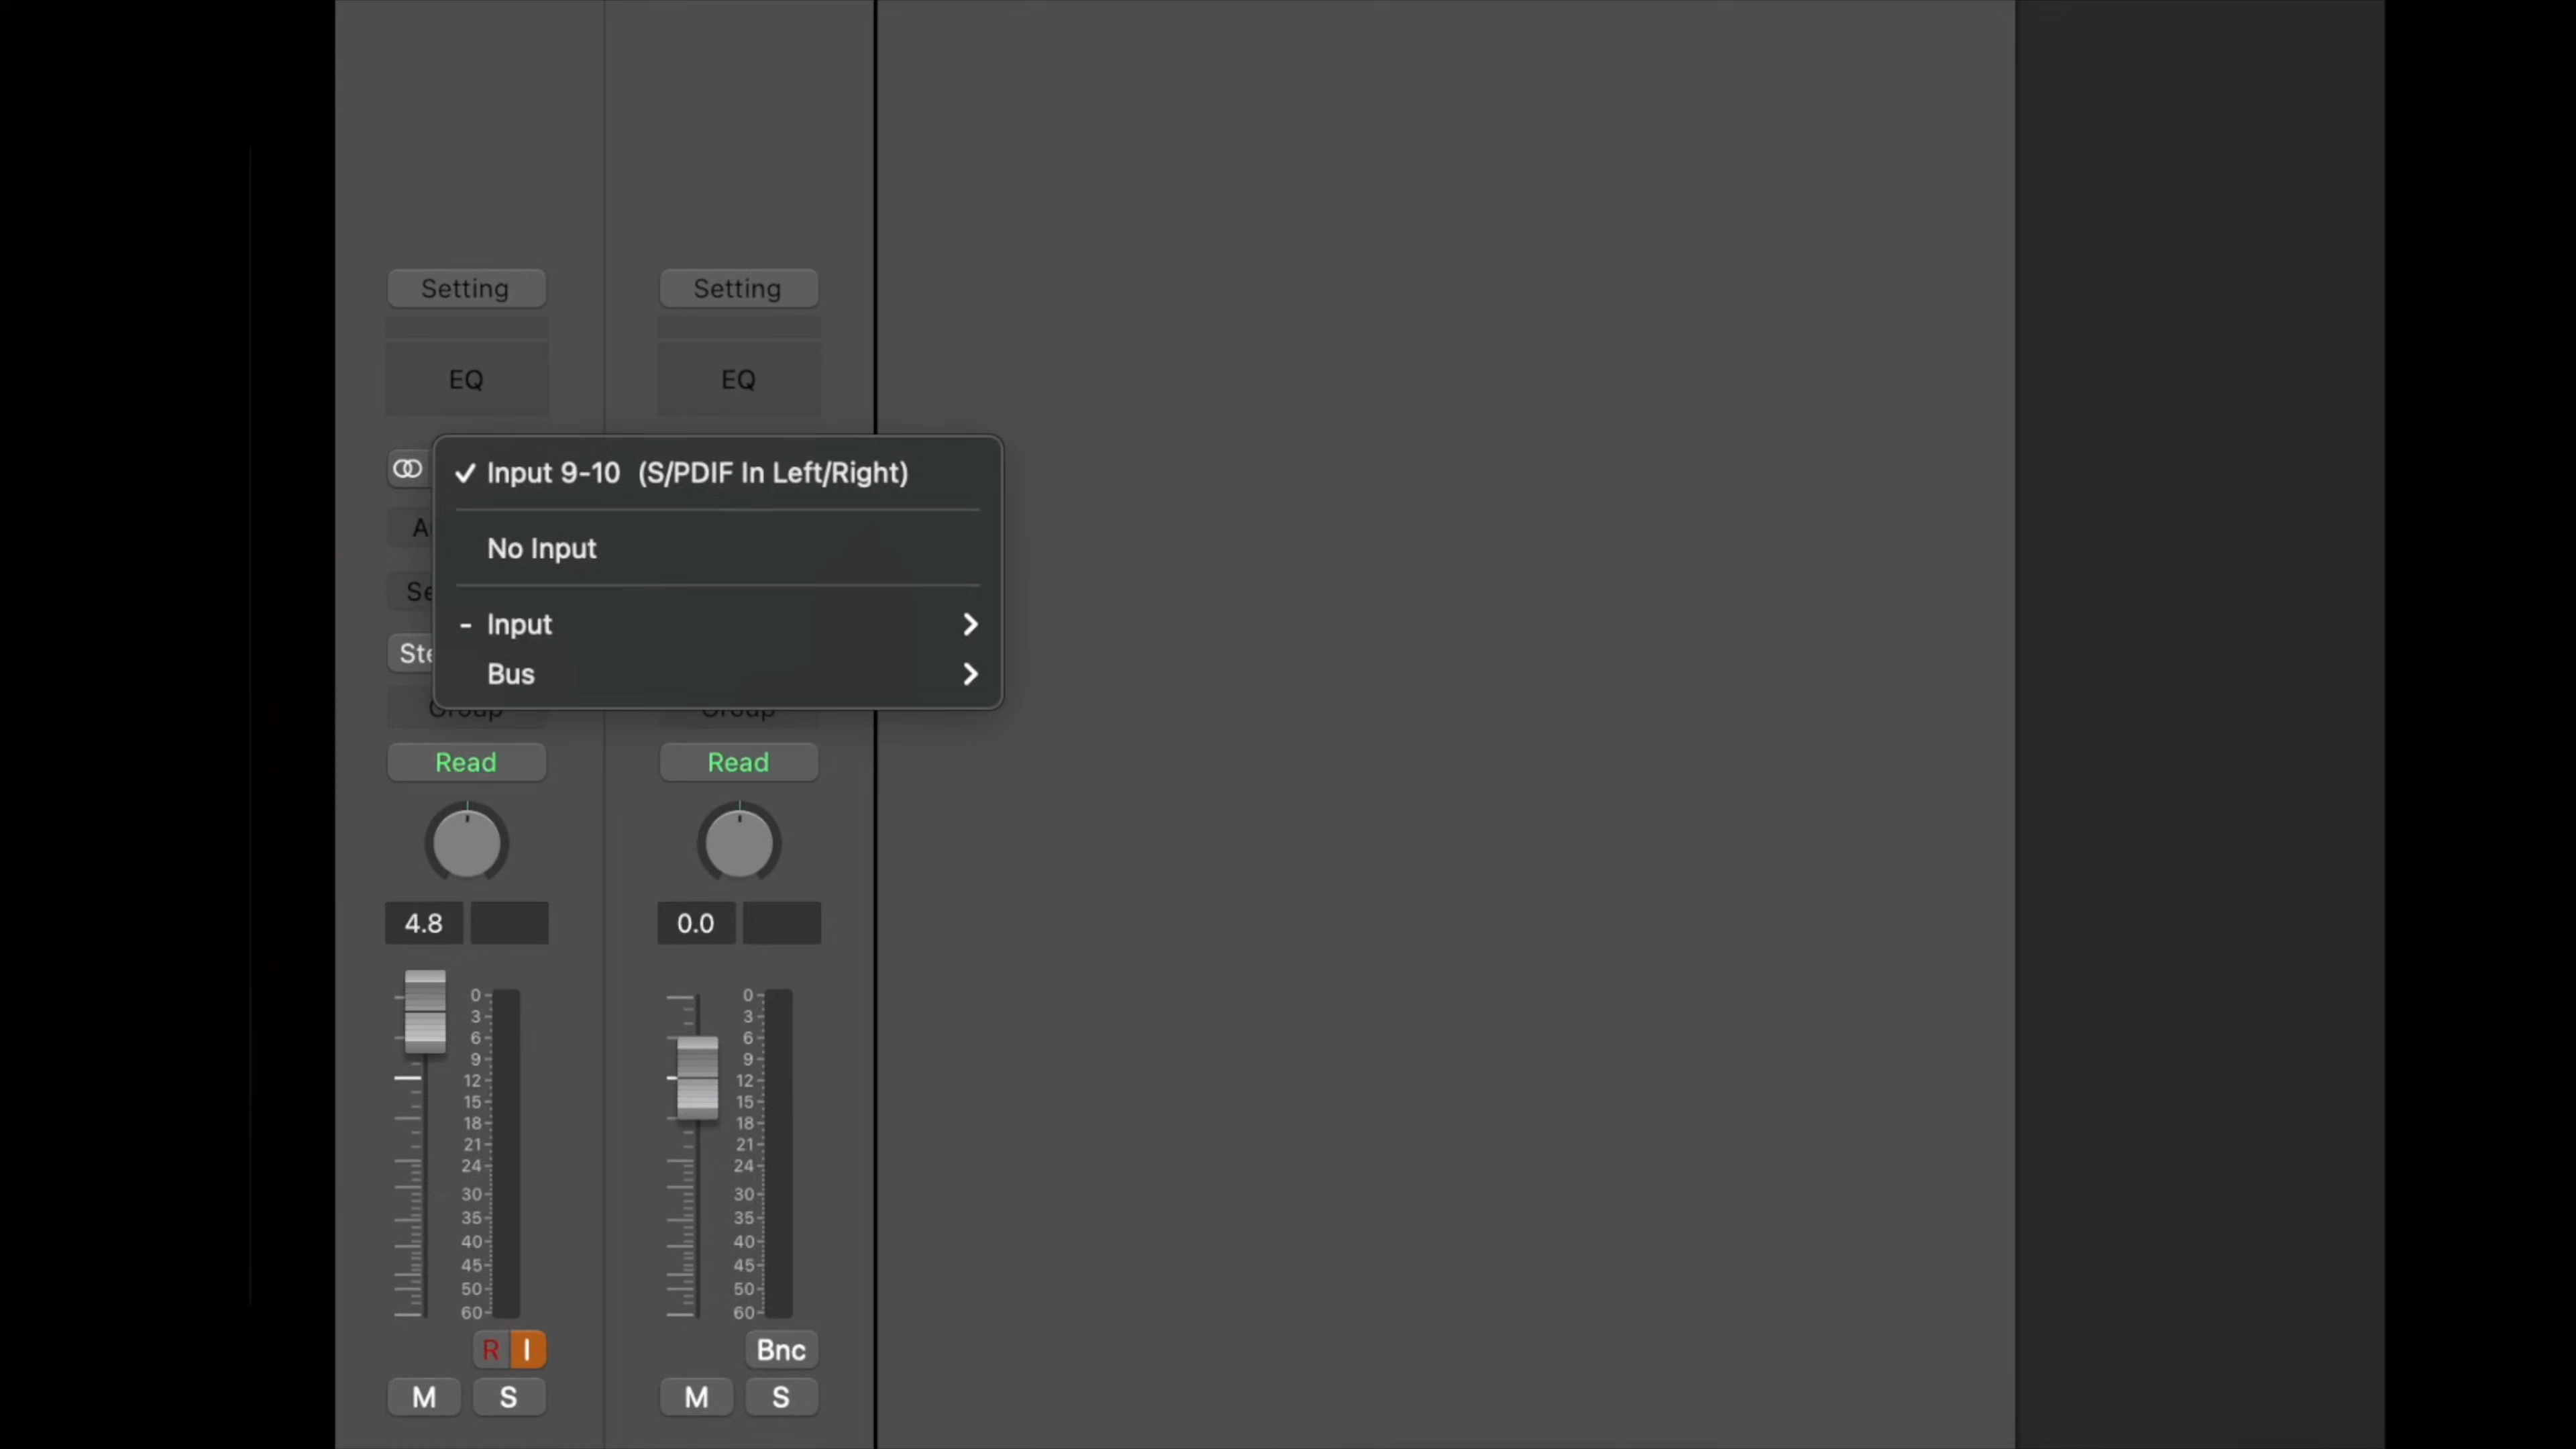 Setting
Setting
EQ
EQ
✓ Input 9-10 (S/PDIF In Left/Right)
No Input
- Input
Bus
Group
Group
Read
Read
4.8
0.0
0
3
6
9
12
15
18
21
24
30
35
40
45
50
60
0
3
6
9
12
15
18
21
24
30
35
40
45
50
60
R I
Bnc
M S
M S